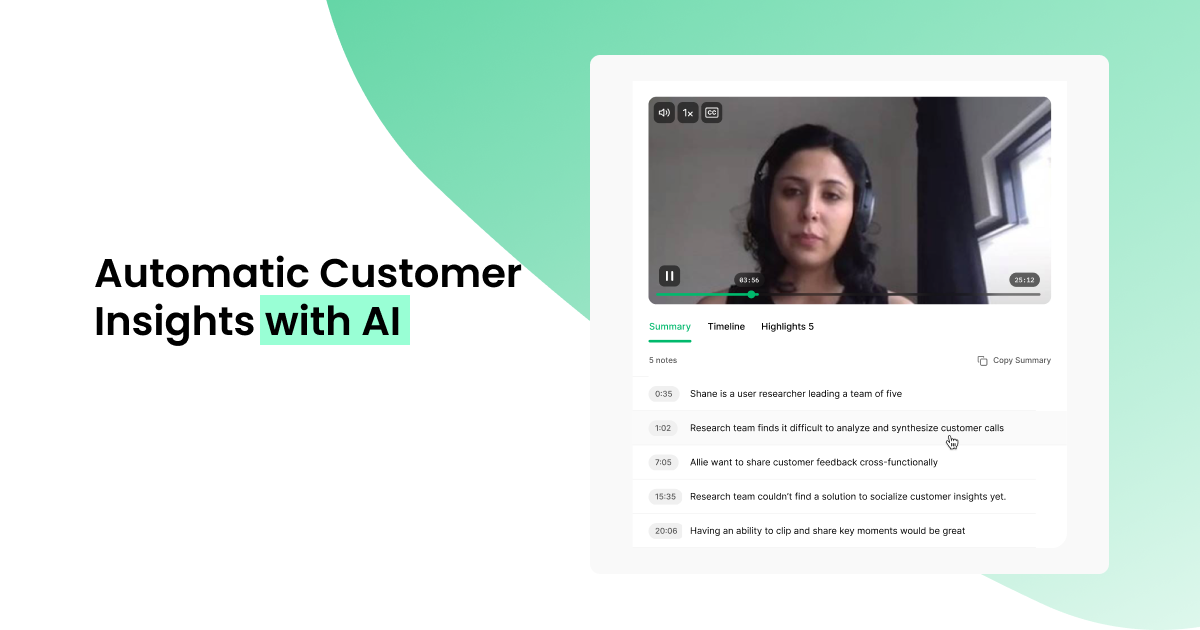 Automatic Customer
Insights with AI
1x
CC
03:56
25:12
Summary Timeline Highlights 5
5 notes Copy Summary
0:35 Shane is a user researcher leading a team of five
1:02 Research team finds it difficult to analyze and synthesize customer calls
7:05 Allie want to share customer feedback cross-functionally
15:35 Research team couldn't find a solution to socialize customer insights yet.
20:06 Having an ability to clip and share key moments would be great